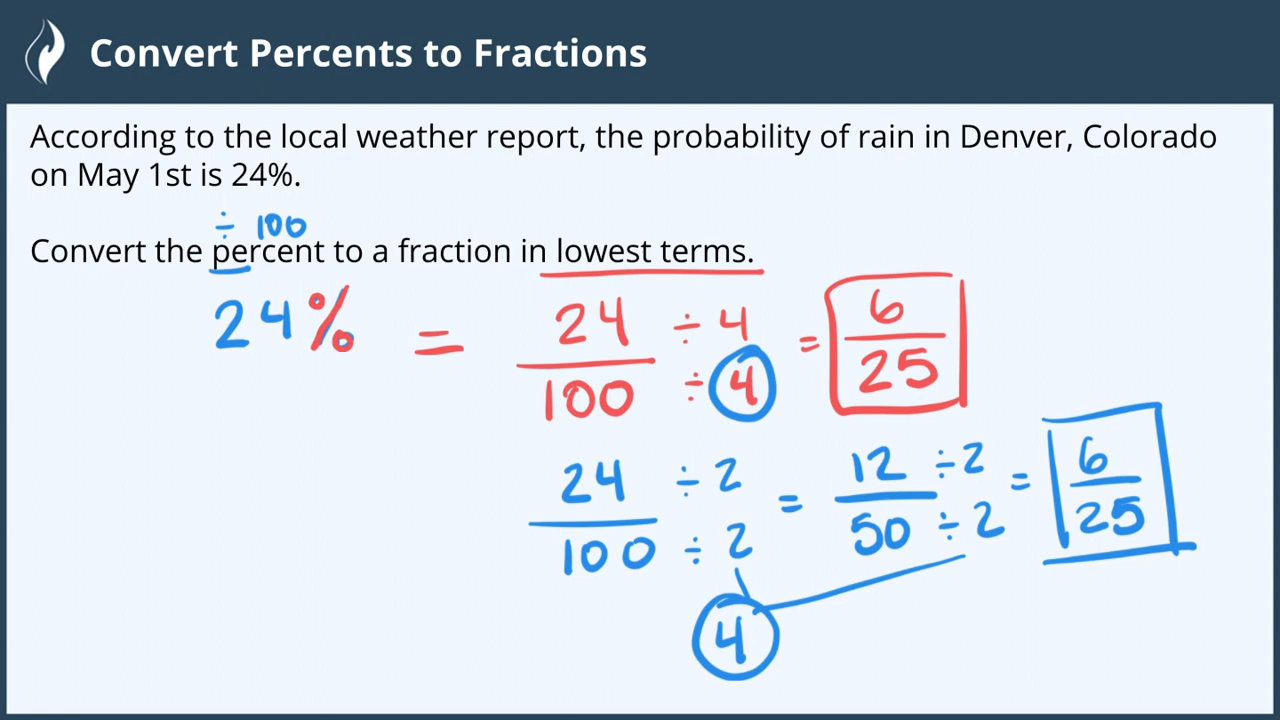 Convert Percents to Fractions
According to the local weather report, the probability of rain in Denver, Colorado
on May 1st is 24%.
÷ 100
Convert the percent to a fraction in lowest terms.
24% = 24/100 ÷ 4/÷ 4 = 6/25
24/100 ÷ 2/÷ 2 = 12/50 ÷ 2/÷ 2 = 6/25
4